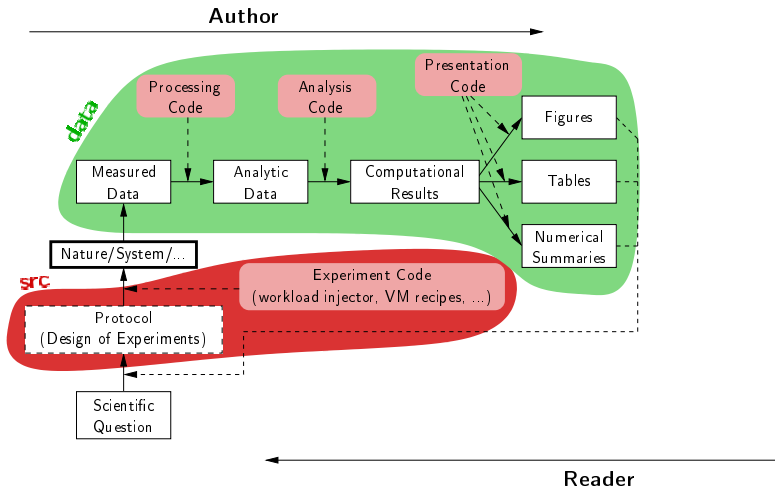 Author
Presentation
Code
Processing
Code
Analysis
Code
data
Figures
Measured
Data
Analytic
Data
Computational
Results
Tables
Numerical
Summaries
Nature/System/...
src
Experiment Code
(workload injector, VM recipes, ...)
Protocol
(Design of Experiments)
Scientific
Question
Reader